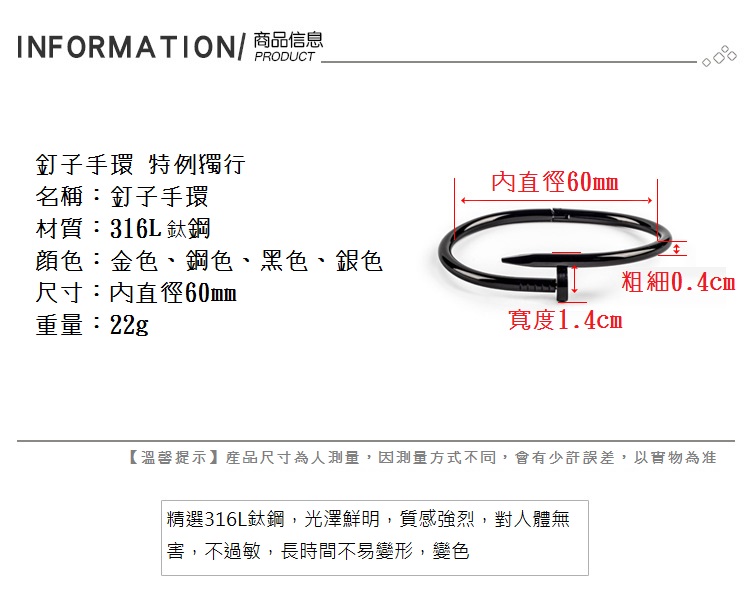 INFORMATION/ 商品信息
PRODUCT
釘子手環 特例獨行
名稱：釘子手環
材質：316L 鈦鋼
顏色：金色、鋼色、黑色、銀色
尺寸：內直徑60mm
重量：22g
內直徑60mm
粗細0.4cm
寬度1.4cm
【溫馨提示】產品尺寸為人測量，因測量方式不同，會有少許誤差，以實物為准
精選316L鈦鋼，光澤鮮明，質感強烈，對人體無
害，不過敏，長時間不易變形，變色